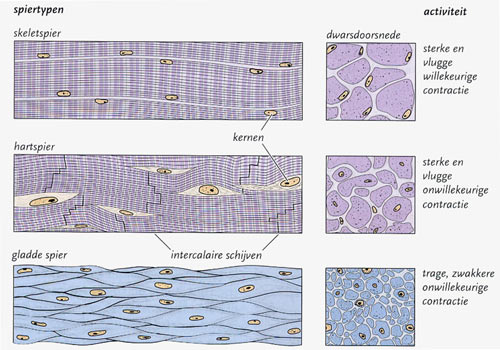 spiertypen
activiteit
skeletspier
dwarsdoorsnede
sterke en
vlugge
willekeurige
contractie
kernen
hartspier
sterke en
vlugge
onwillekeurige
contractie
intercalaire schijven
gladde spier
trage, zwakkere
onwillekeurige
contractie